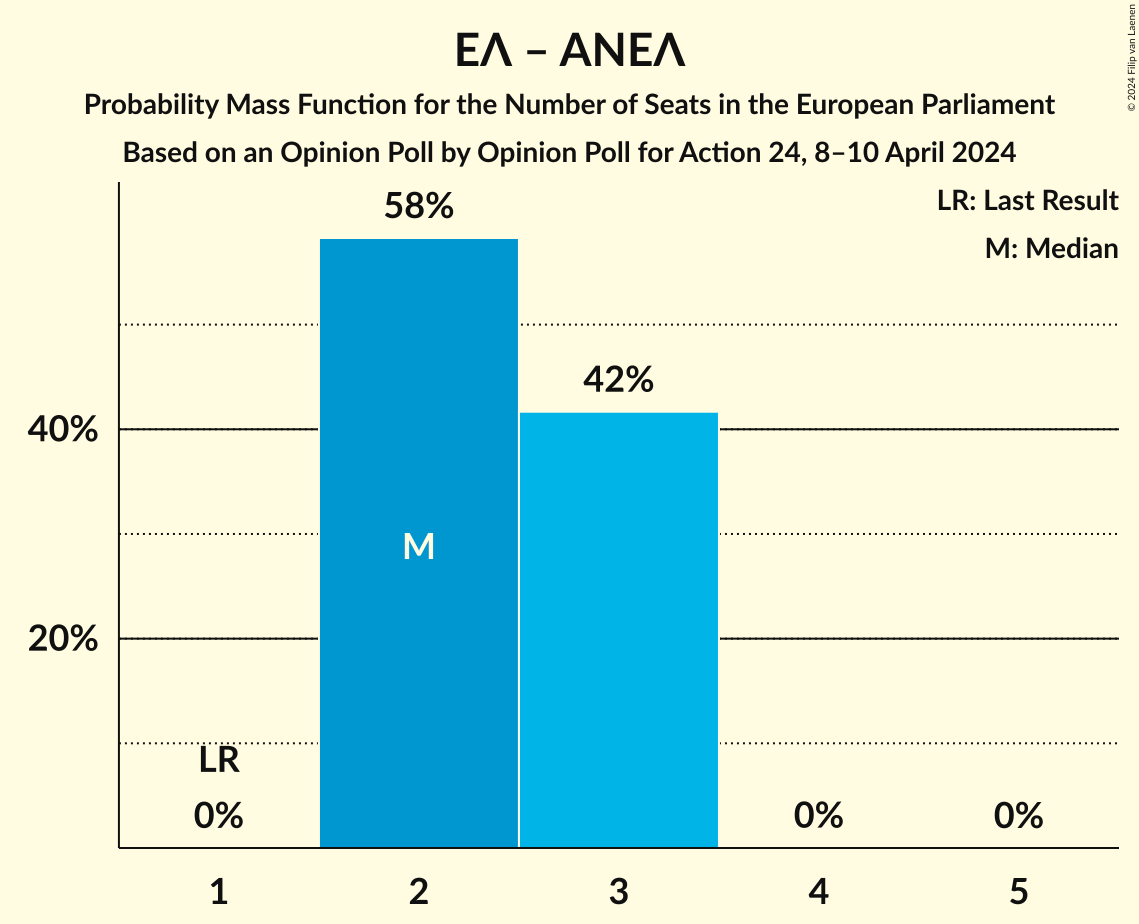 ΕΛ – ΑΝΕΛ
Probability Mass Function for the Number of Seats in the European Parliament
Based on an Opinion Poll by Opinion Poll for Action 24, 8–10 April 2024
© 2024 Filip van Laenen
LR: Last Result
M: Median
58%
42%
40%
M
20%
LR
0%
0%
0%
1
2
3
4
5